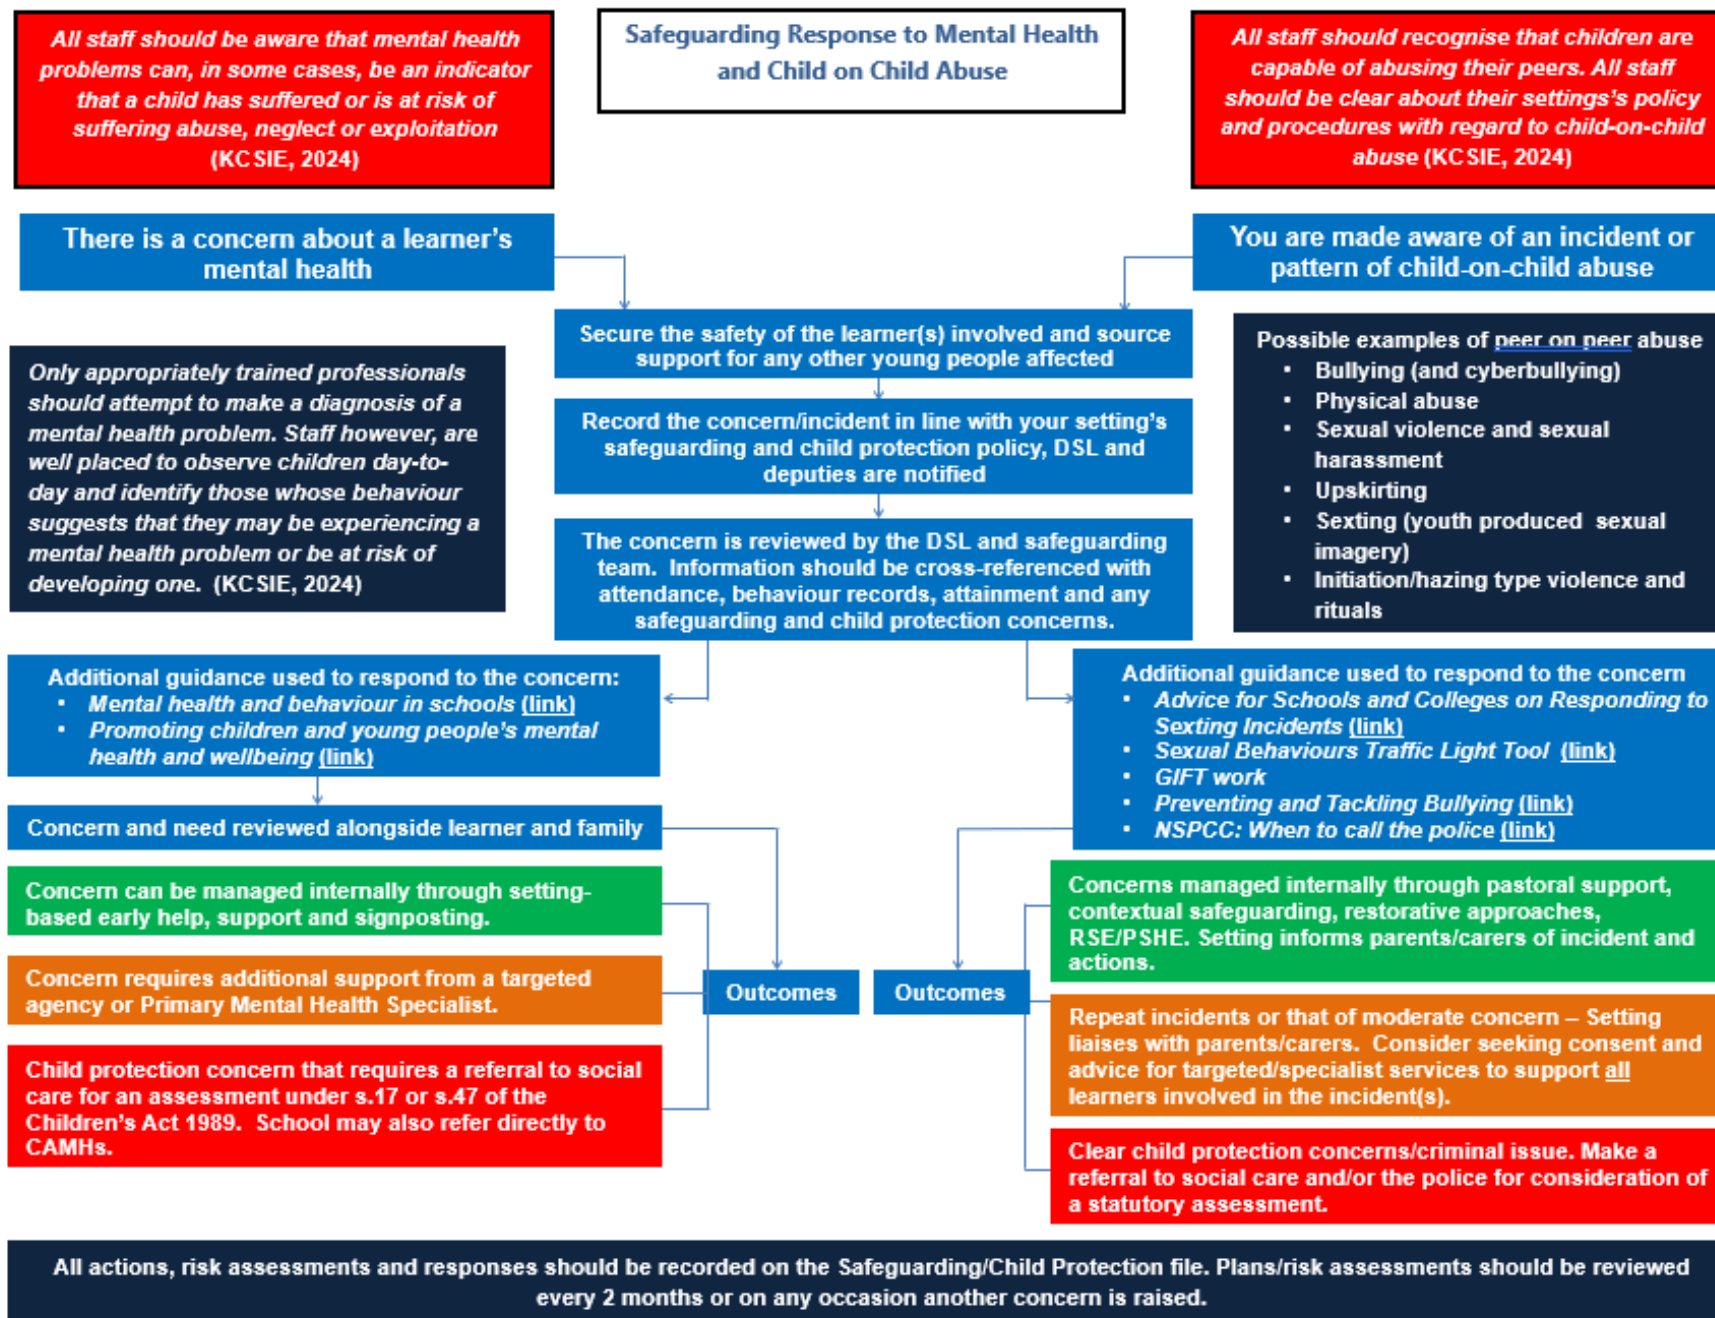 All staff should be aware that mental health
problems can, in some cases, be an indicator
that a child has suffered or is at risk of
suffering abuse, neglect or exploitation
(KCSIE, 2024)
Safeguarding Response to Mental Health
and Child on Child Abuse
All staff should recognise that children are
capable of abusing their peers. All staff
should be clear about their settings's policy
and procedures with regard to child-on-child
abuse (KCSIE, 2024)
There is a concern about a learner's
mental health
You are made aware of an incident or
pattern of child-on-child abuse
Secure the safety of the learner(s) involved and source
support for any other young people affected
Only appropriately trained professionals
should attempt to make a diagnosis of a
mental health problem. Staff however, are
well placed to observe children day-to-
day and identify those whose behaviour
suggests that they may be experiencing a
mental health problem or be at risk of
developing one.  (KCSIE, 2024)
Record the concern/incident in line with your setting's
safeguarding and child protection policy, DSL and
deputies are notified
Possible examples of peer on peer abuse
• Bullying (and cyberbullying)
• Physical abuse
• Sexual violence and sexual
harassment
• Upskirting
• Sexting (youth produced  sexual
imagery)
• Initiation/hazing type violence and
rituals
The concern is reviewed by the DSL and safeguarding
team.  Information should be cross-referenced with
attendance, behaviour records, attainment and any
safeguarding and child protection concerns.
Additional guidance used to respond to the concern:
• Mental health and behaviour in schools (link)
• Promoting children and young people's mental
health and wellbeing (link)
Additional guidance used to respond to the concern
• Advice for Schools and Colleges on Responding to
Sexting Incidents (link)
• Sexual Behaviours Traffic Light Tool  (link)
• GIFT work
• Preventing and Tackling Bullying (link)
• NSPCC: When to call the police (link)
Concern and need reviewed alongside learner and family
Concern can be managed internally through setting-
based early help, support and signposting.
Concern requires additional support from a targeted
agency or Primary Mental Health Specialist.
Child protection concern that requires a referral to social
care for an assessment under s.17 or s.47 of the
Children's Act 1989.  School may also refer directly to
CAMHs.
Outcomes
Outcomes
Concerns managed internally through pastoral support,
contextual safeguarding, restorative approaches,
RSE/PSHE. Setting informs parents/carers of incident and
actions.
Repeat incidents or that of moderate concern – Setting
liaises with parents/carers.  Consider seeking consent and
advice for targeted/specialist services to support all
learners involved in the incident(s).
Clear child protection concerns/criminal issue. Make a
referral to social care and/or the police for consideration of
a statutory assessment.
All actions, risk assessments and responses should be recorded on the Safeguarding/Child Protection file. Plans/risk assessments should be reviewed
every 2 months or on any occasion another concern is raised.